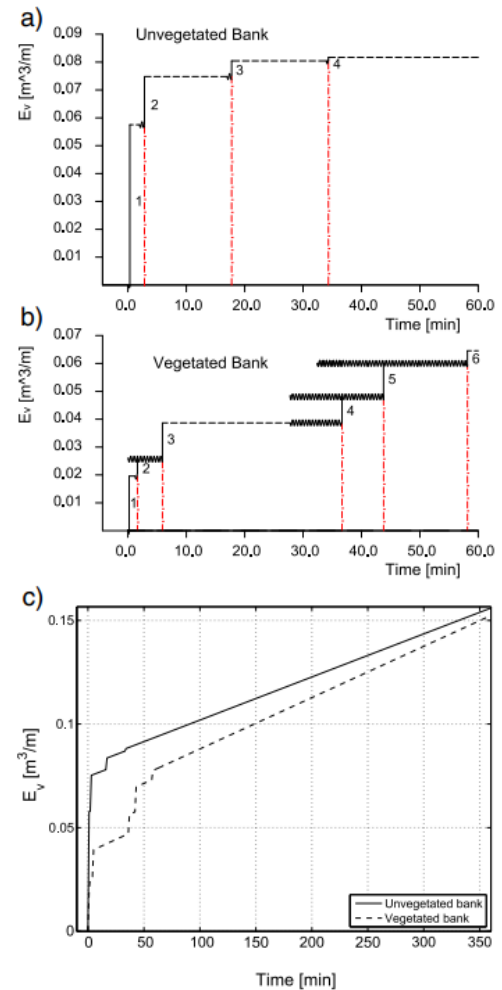 a)
Unvegetated Bank
Ev [m^3/m]
0.09
0.08
0.07
0.06
0.05
0.04
0.03
0.02
0.01
1
2
3
4
0.0 10.0 20.0 30.0 40.0 50.0 60.0
Time [min]
b)
Vegetated Bank
Ev [m^3/m]
0.07
0.06
0.05
0.04
0.03
0.02
0.01
1
2
3
4
5
6
0.0 10.0 20.0 30.0 40.0 50.0 60.0
Time [min]
c)
E_v [m³/m]
0.15
0.1
0.05
0
0 50 100 150 200 250 300 350
Unvegetated bank
Vegetated bank
Time [min]